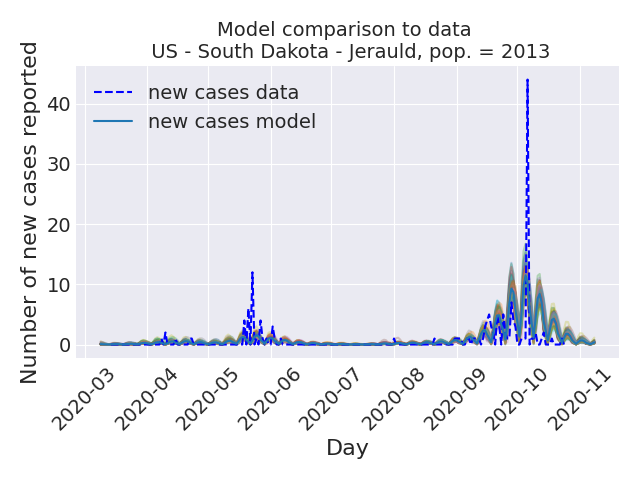 Model comparison to data
US - South Dakota - Jerauld, pop. = 2013
Number of new cases reported
40
30
20
10
0
new cases data
new cases model
2020-03
2020-04
2020-05
2020-06
2020-07
2020-08
2020-09
2020-10
2020-11
Day